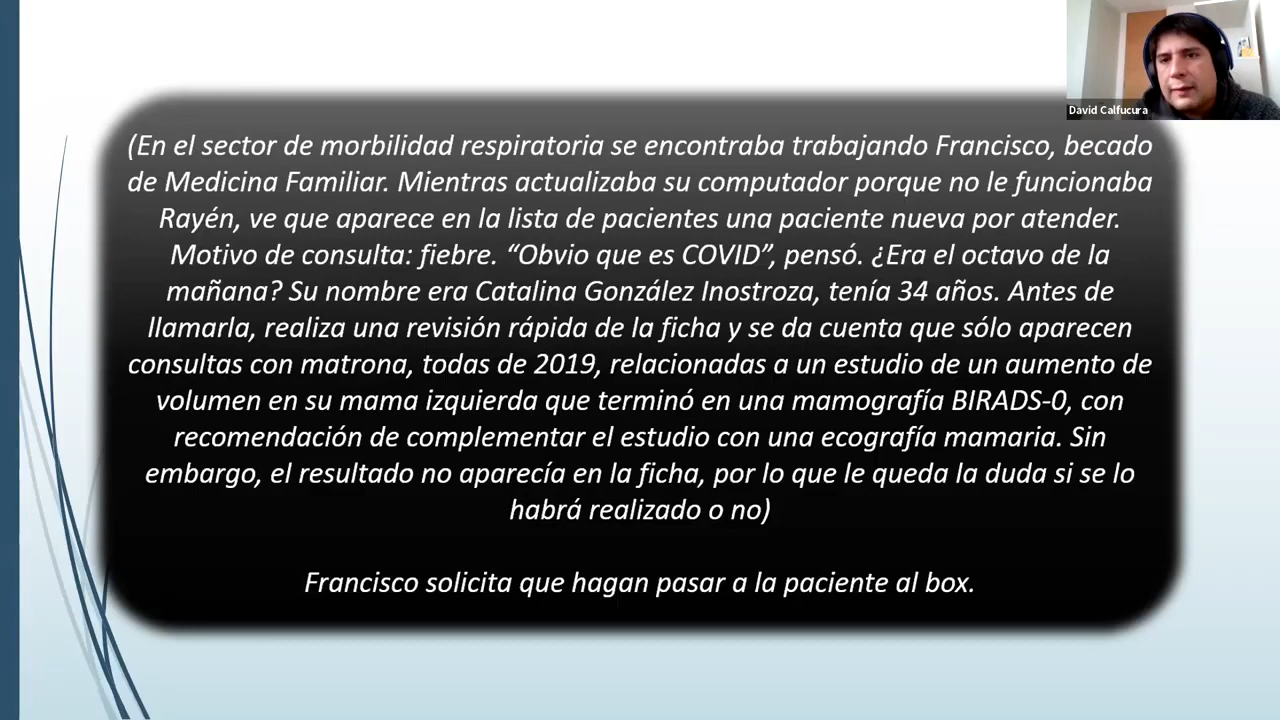 David Calfucura
(En el sector de morbilidad respiratoria se encontraba trabajando Francisco, becado
de Medicina Familiar. Mientras actualizaba su computador porque no le funcionaba
Rayén, ve que aparece en la lista de pacientes una paciente nueva por atender.
Motivo de consulta: fiebre. “Obvio que es COVID”, pensó. ¿Era el octavo de la
mañana? Su nombre era Catalina González Inostroza, tenía 34 años. Antes de
llamarla, realiza una revisión rápida de la ficha y se da cuenta que sólo aparecen
consultas con matrona, todas de 2019, relacionadas a un estudio de un aumento de
volumen en su mama izquierda que terminó en una mamografía BIRADS-0, con
recomendación de complementar el estudio con una ecografía mamaria. Sin
embargo, el resultado no aparecía en la ficha, por lo que le queda la duda si se lo
habrá realizado o no)
Francisco solicita que hagan pasar a la paciente al box.